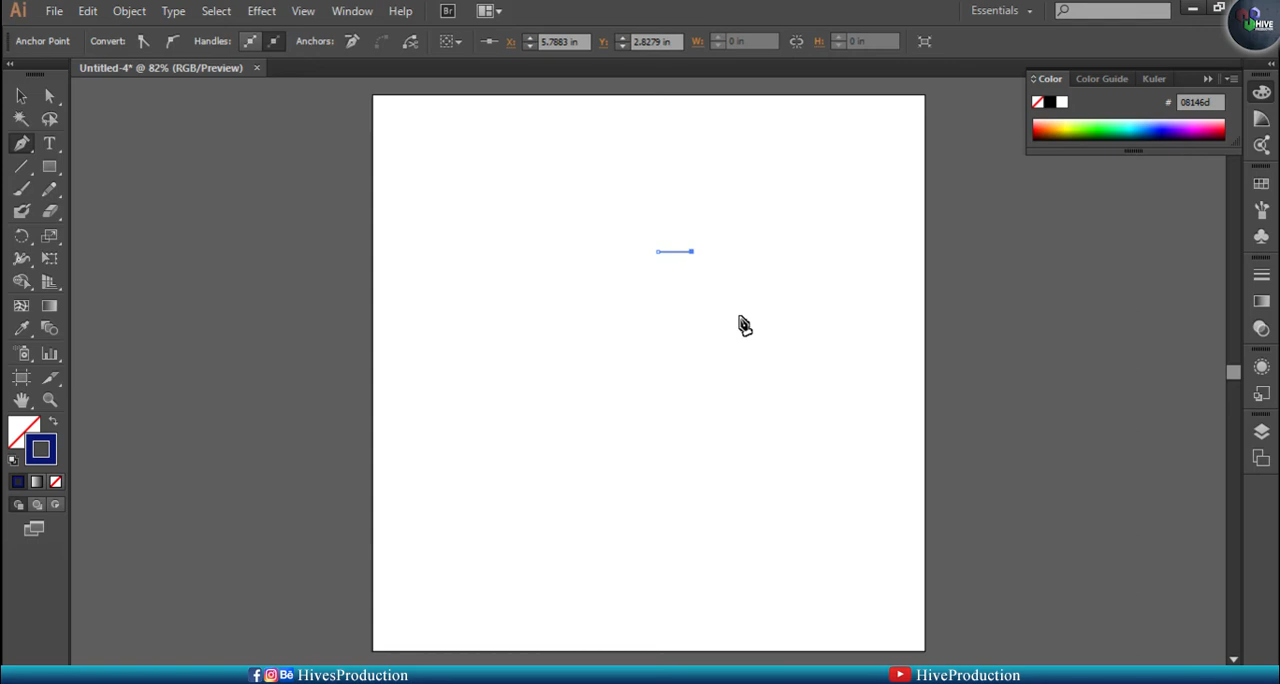 Ai File Edit Object Type Select Effect View Window Help Br Essentials
HIVE
Anchor Point Convert: Handles: Anchors: X: 5.7883 in Y: 2.8279 in W: 0 in H: 0 in
Untitled-4* @ 82% (RGB/Preview) ×
Color Color Guide Kuler
# 08146d
T
HivesProduction HiveProduction